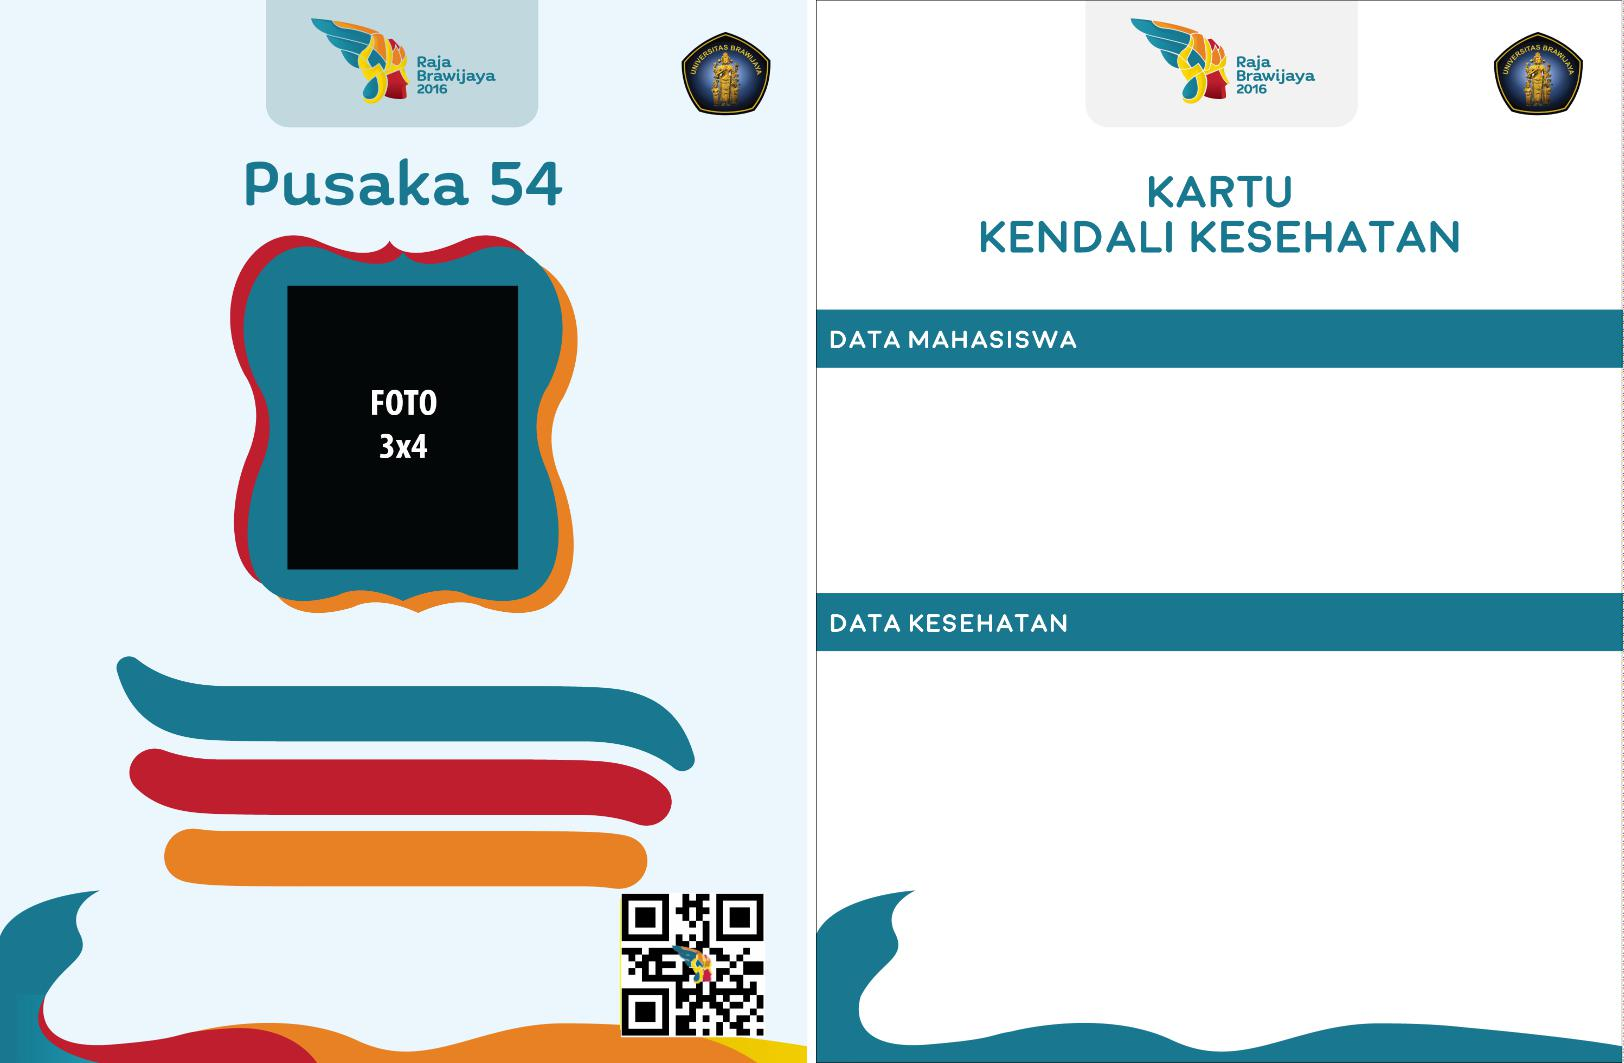 Raja
Brawijaya
2016
UNIVERSITAS BRAWIJAYA
Pusaka 54
FOTO
3x4
Raja
Brawijaya
2016
UNIVERSITAS BRAWIJAYA
KARTU
KENDALI KESEHATAN
DATA MAHASISWA
DATA KESEHATAN